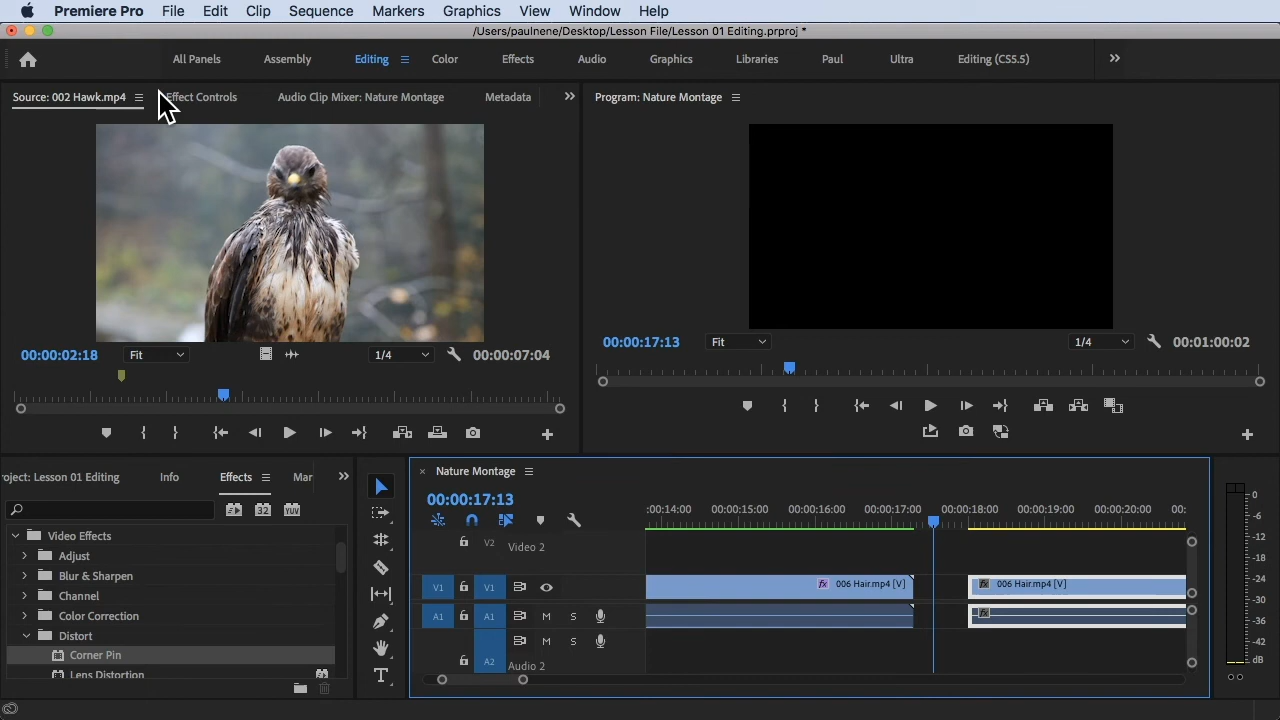 Premiere Pro File Edit Clip Sequence Markers Graphics View Window Help
/Users/paulnene/Desktop/Lesson File/Lesson 01 Editing.prproj *
All Panels Assembly Editing Color Effects Audio Graphics Libraries Paul Ultra Editing (CS5.5)
Source: 002 Hawk.mp4 Effect Controls Audio Clip Mixer: Nature Montage Metadata
Program: Nature Montage
00:00:02:18 Fit 1/4 00:00:07:04
00:00:17:13 Fit 1/4 00:01:00:02
roject: Lesson 01 Editing Info Effects Mar
32 YUV
Video Effects
Adjust
Blur & Sharpen
Channel
Color Correction
Distort
Corner Pin
Lens Distortion
T
× Nature Montage
00:00:17:13
:00:14:00 00:00:15:00 00:00:16:00 00:00:17:00 00:00:18:00 00:00:19:00 00:00:20:00 00:
V2 Video 2
V1 V1 fx 006 Hair.mp4 [V] fx 006 Hair.mp4 [V]
A1 A1 M S fx
M S
A2 Audio 2
0
-6
-12
-18
-24
-30
-36
-42
dB